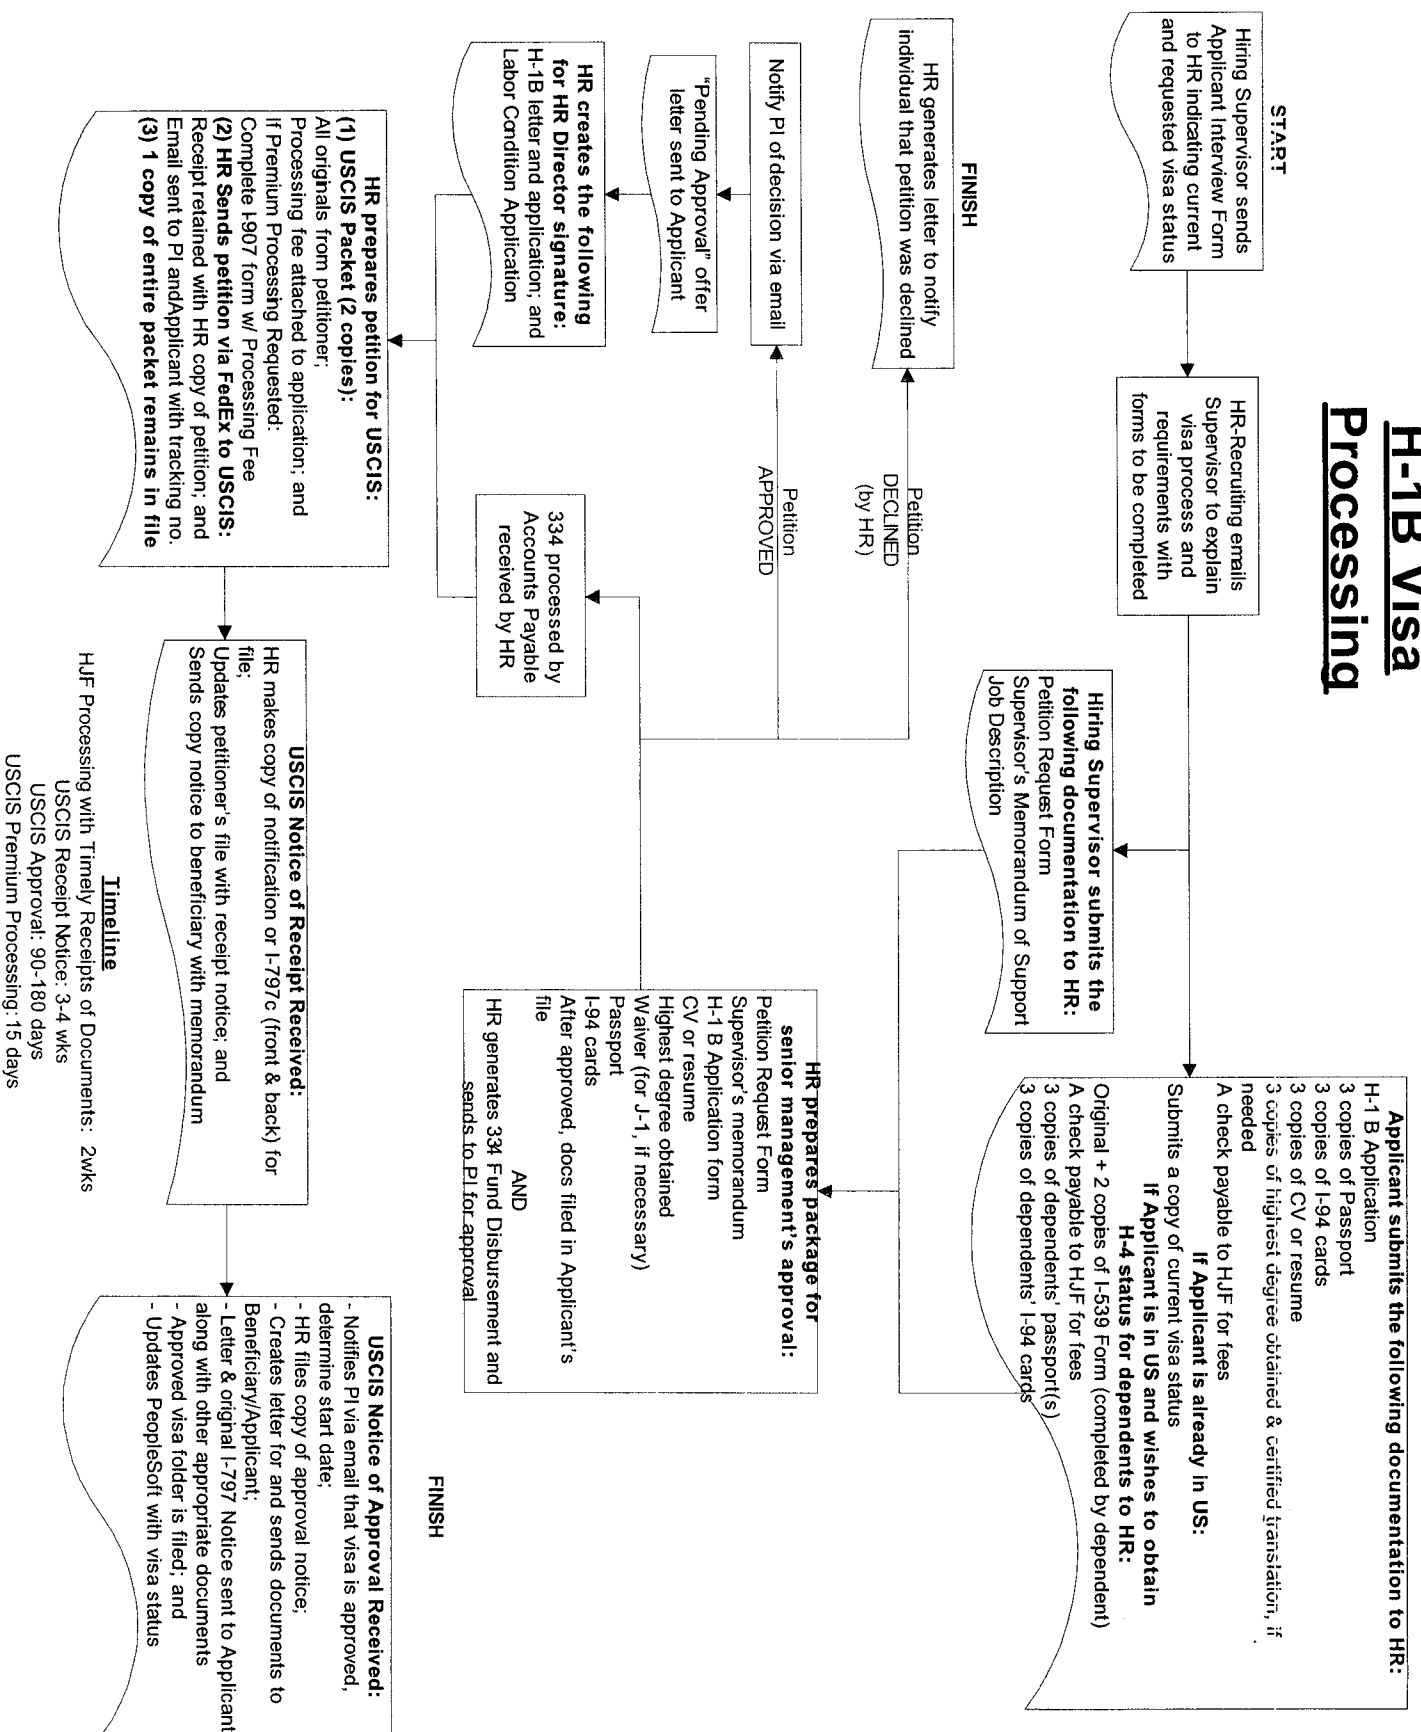 H-1B Visa
Processing
START
Hiring Supervisor sends
Applicant Interview Form
to HR indicating current
and requested visa status
HR-Recruiting emails
Supervisor to explain
visa process and
requirements with
forms to be completed
Applicant submits the following documentation to HR:
H-1B Application
3 copies of Passport
3 copies of I-94 cards
3 copies of CV or resume
3 copies of highest degree obtained & certified translation, if
needed
A check payable to HJF for fees
If Applicant is already in US:
Submits a copy of current visa status
If Applicant is in US and wishes to obtain
H-4 status for dependents to HR:
Original + 2 copies of I-539 Form (completed by dependent)
A check payable to HJF for fees
3 copies of dependents' passport(s)
3 copies of dependents' I-94 cards
Hiring Supervisor submits the
following documentation to HR:
Petition Request Form
Supervisor's Memorandum of Support
Job Description
HR prepares package for
senior management's approval:
Petition Request Form
Supervisor's memorandum
H-1 B Application form
CV or resume
Highest degree obtained
Waiver (for J-1, if necessary)
Passport
I-94 cards
After approved, docs filed in Applicant's
file
AND
HR generates 334 Fund Disbursement and
sends to PI for approval
Petition
DECLINED
(by HR)
FINISH
HR generates letter to notify
individual that petition was declined
Petition
APPROVED
Notify PI of decision via email
"Pending Approval" offer
letter sent to Applicant
HR creates the following
for HR Director signature:
H-1B letter and application; and
Labor Condition Application
334 processed by
Accounts Payable
received by HR
HR prepares petition for USCIS:
(1) USCIS Packet (2 copies):
All originals from petitioner;
Processing fee attached to application; and
If Premium Processing Requested:
Complete I-907 form w/ Processing Fee
(2) HR Sends petition via FedEx to USCIS:
Receipt retained with HR copy of petition; and
Email sent to PI andApplicant with tracking no.
(3) 1 copy of entire packet remains in file
USCIS Notice of Receipt Received:
HR makes copy of notification or I-797c (front & back) for
file;
Updates petitioner's file with receipt notice; and
Sends copy notice to beneficiary with memorandum
FINISH
USCIS Notice of Approval Received:
- Notifies PI via email that visa is approved,
determine start date;
- HR files copy of approval notice;
- Creates letter for and sends documents to
Beneficiary/Applicant;
- Letter & original I-797 Notice sent to Applicant
along with other appropriate documents
- Approved visa folder is filed; and
- Updates PeopleSoft with visa status
Timeline
HJF Processing with Timely Receipts of Documents: 2wks
USCIS Receipt Notice: 3-4 wks
USCIS Approval: 90-180 days
USCIS Premium Processing: 15 days